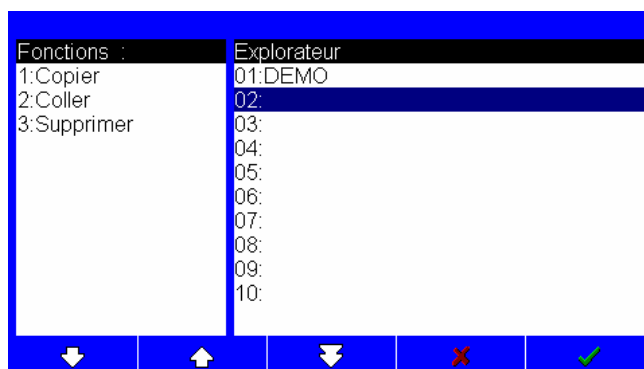 Fonctions :
1:Copier
2:Coller
3:Supprimer
Explorateur
01:DEMO
02:
03:
04:
05:
06:
07:
08:
09:
10: